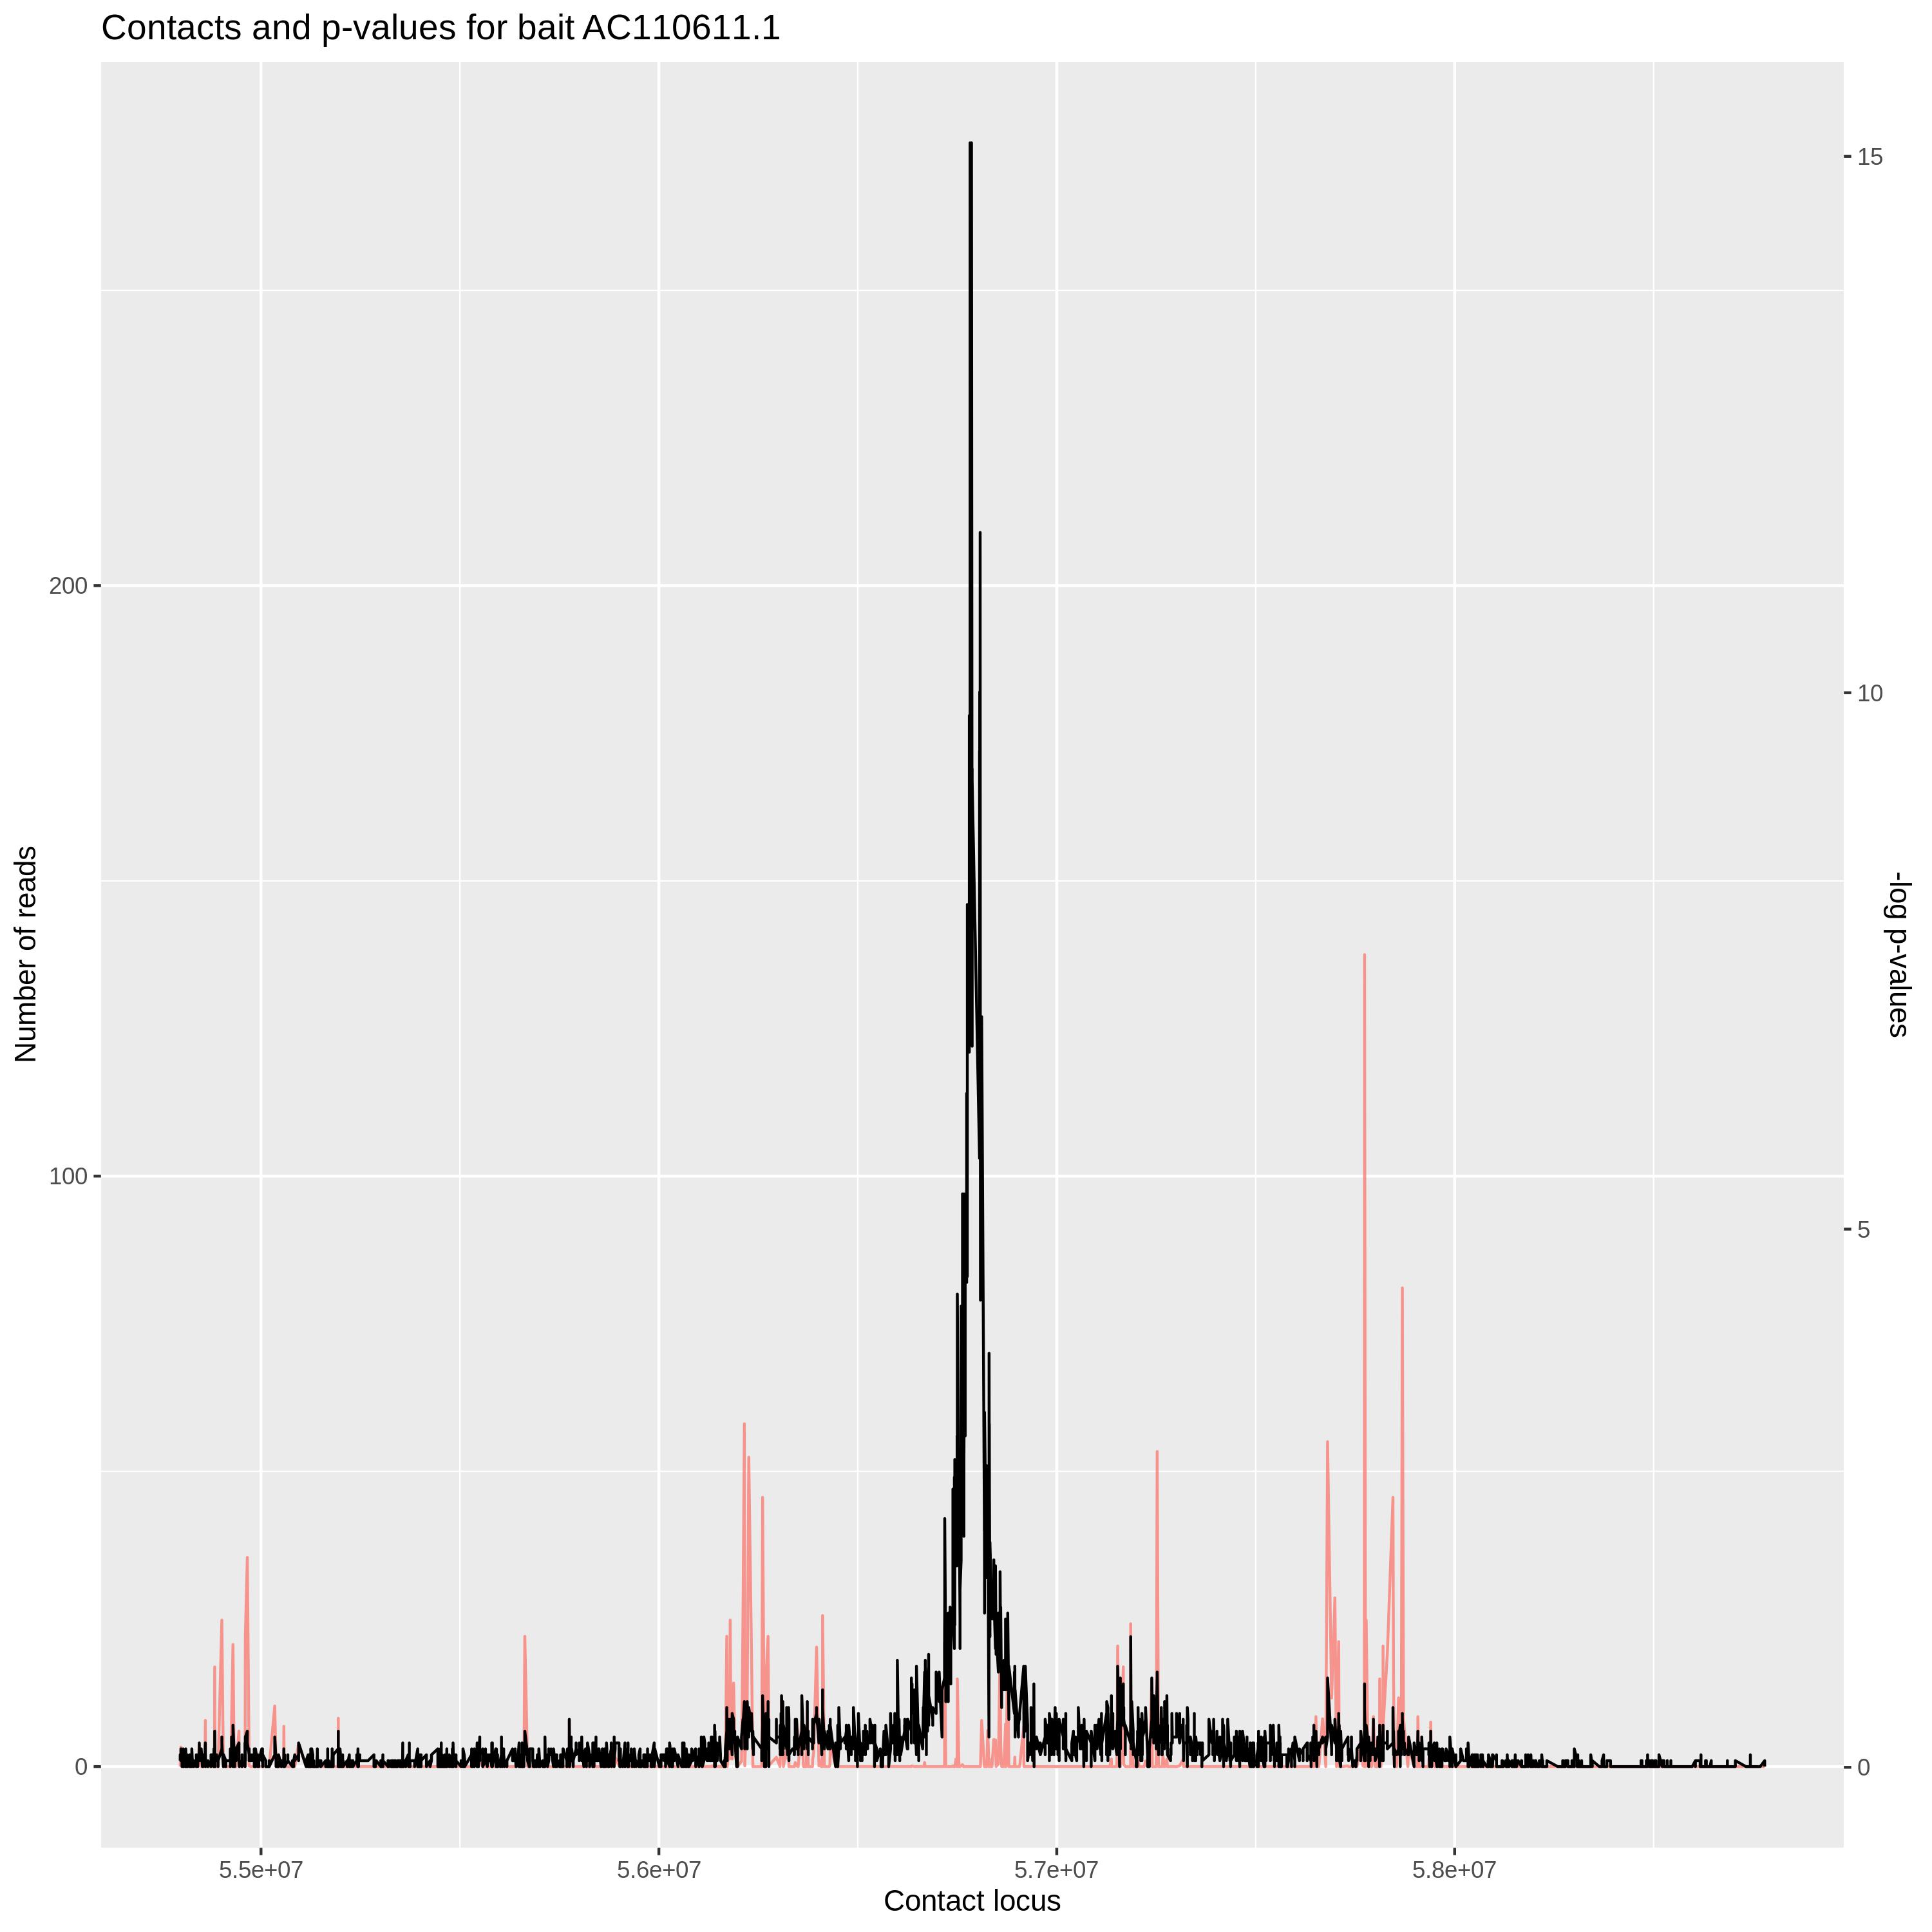 Contacts and p-values for bait AC110611.1
Number of reads
200
100
0
15
10
5
0
-log p-values
5.5e+07
5.6e+07
5.7e+07
5.8e+07
Contact locus